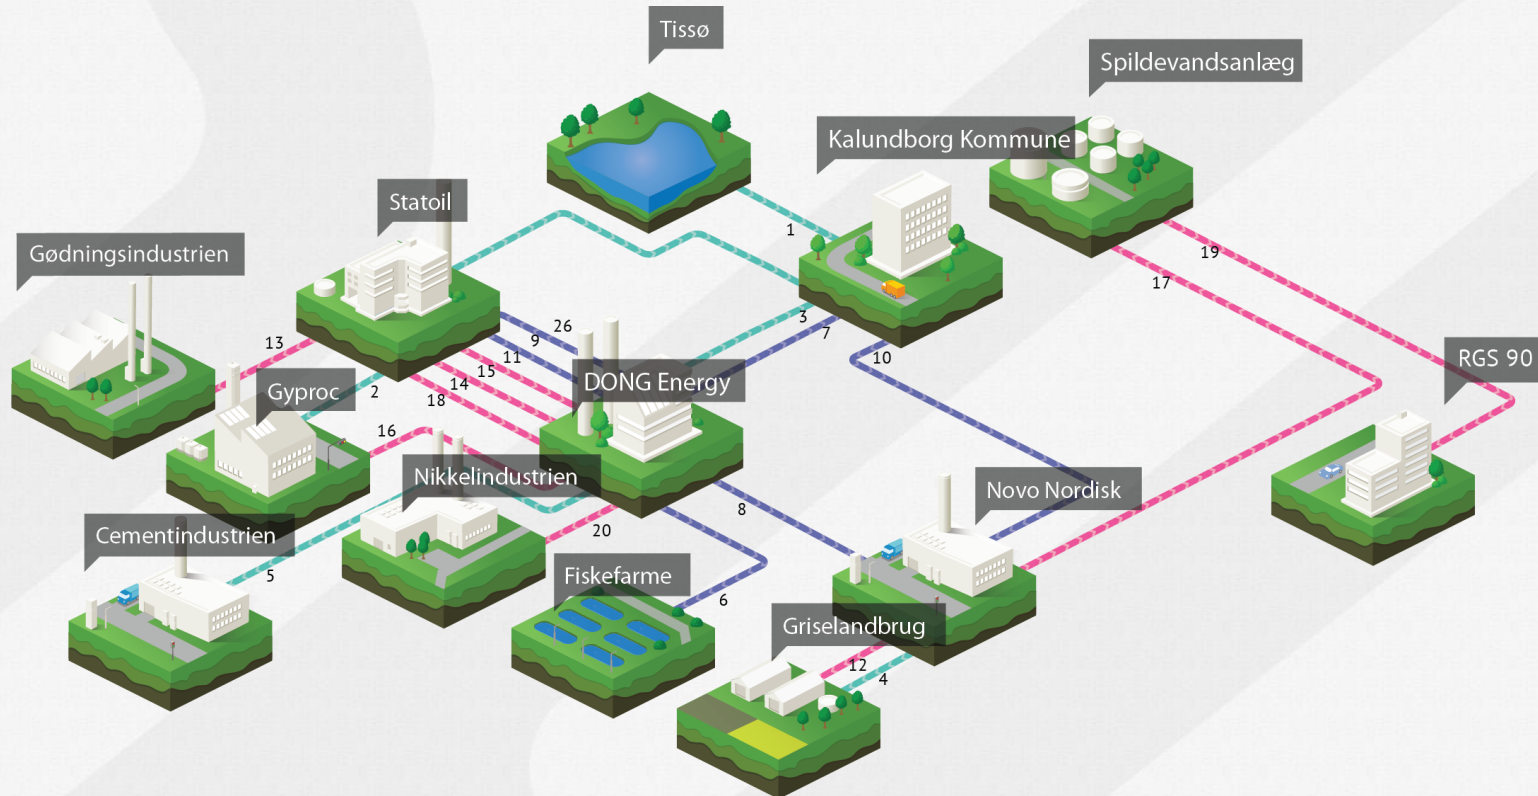 Tissø
Spildevandsanlæg
Kalundborg Kommune
Statoil
Gødningsindustrien
1
19
17
3
26
7
9
13
11
10
RGS 90
15
DONG Energy
14
Gyproc
2
18
16
Nikkelindustrien
Novo Nordisk
8
20
Cementindustrien
5
Fiskefarme
6
Griselandbrug
12
4